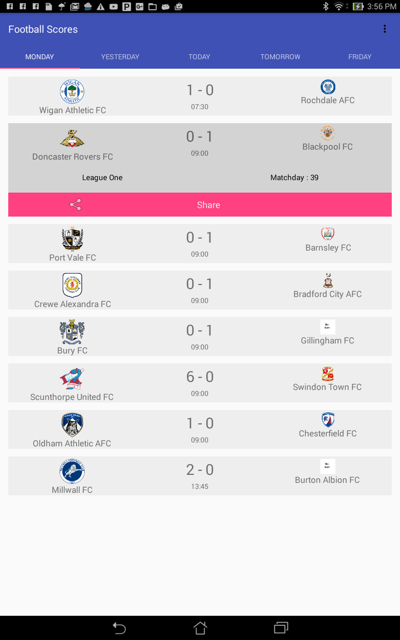 3:56 PM
Football Scores
MONDAY YESTERDAY TODAY TOMORROW FRIDAY
Wigan Athletic FC 1 - 0 Rochdale AFC
07:30
Doncaster Rovers FC 0 - 1 Blackpool FC
09:00
League One Matchday : 39
Share
Port Vale FC 0 - 1 Barnsley FC
09:00
Crewe Alexandra FC 0 - 1 Bradford City AFC
09:00
Bury FC 0 - 1 Gillingham FC
09:00
Scunthorpe United FC 6 - 0 Swindon Town FC
09:00
Oldham Athletic AFC 1 - 0 Chesterfield FC
09:00
Millwall FC 2 - 0 Burton Albion FC
13:45